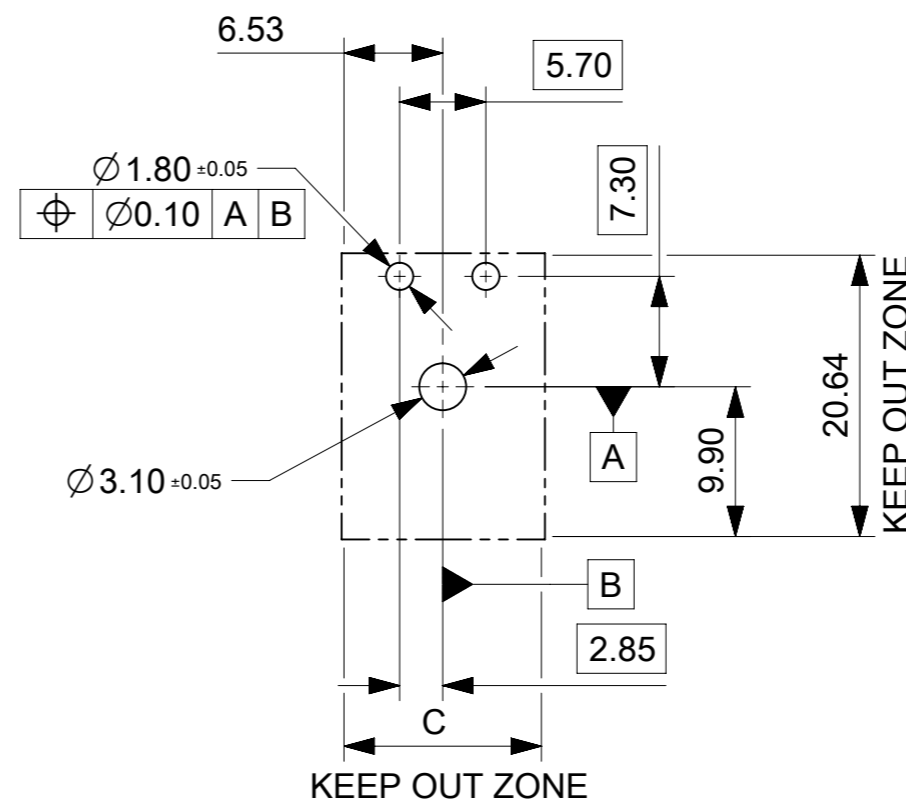 6.53
5.70
⌀1.80 ±0.05
⌖ ⌀0.10 A B
7.30
KEEP OUT ZONE
20.64
9.90
A
⌀3.10 ±0.05
B
2.85
C
KEEP OUT ZONE